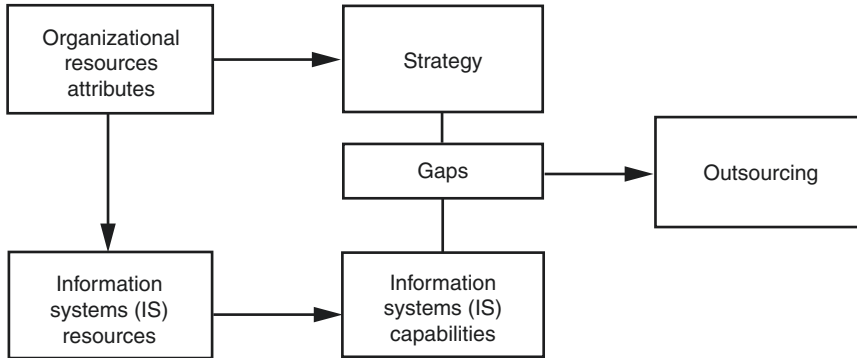 Organizational
resources
attributes
Strategy
Gaps
Outsourcing
Information
systems (IS)
resources
Information
systems (IS)
capabilities